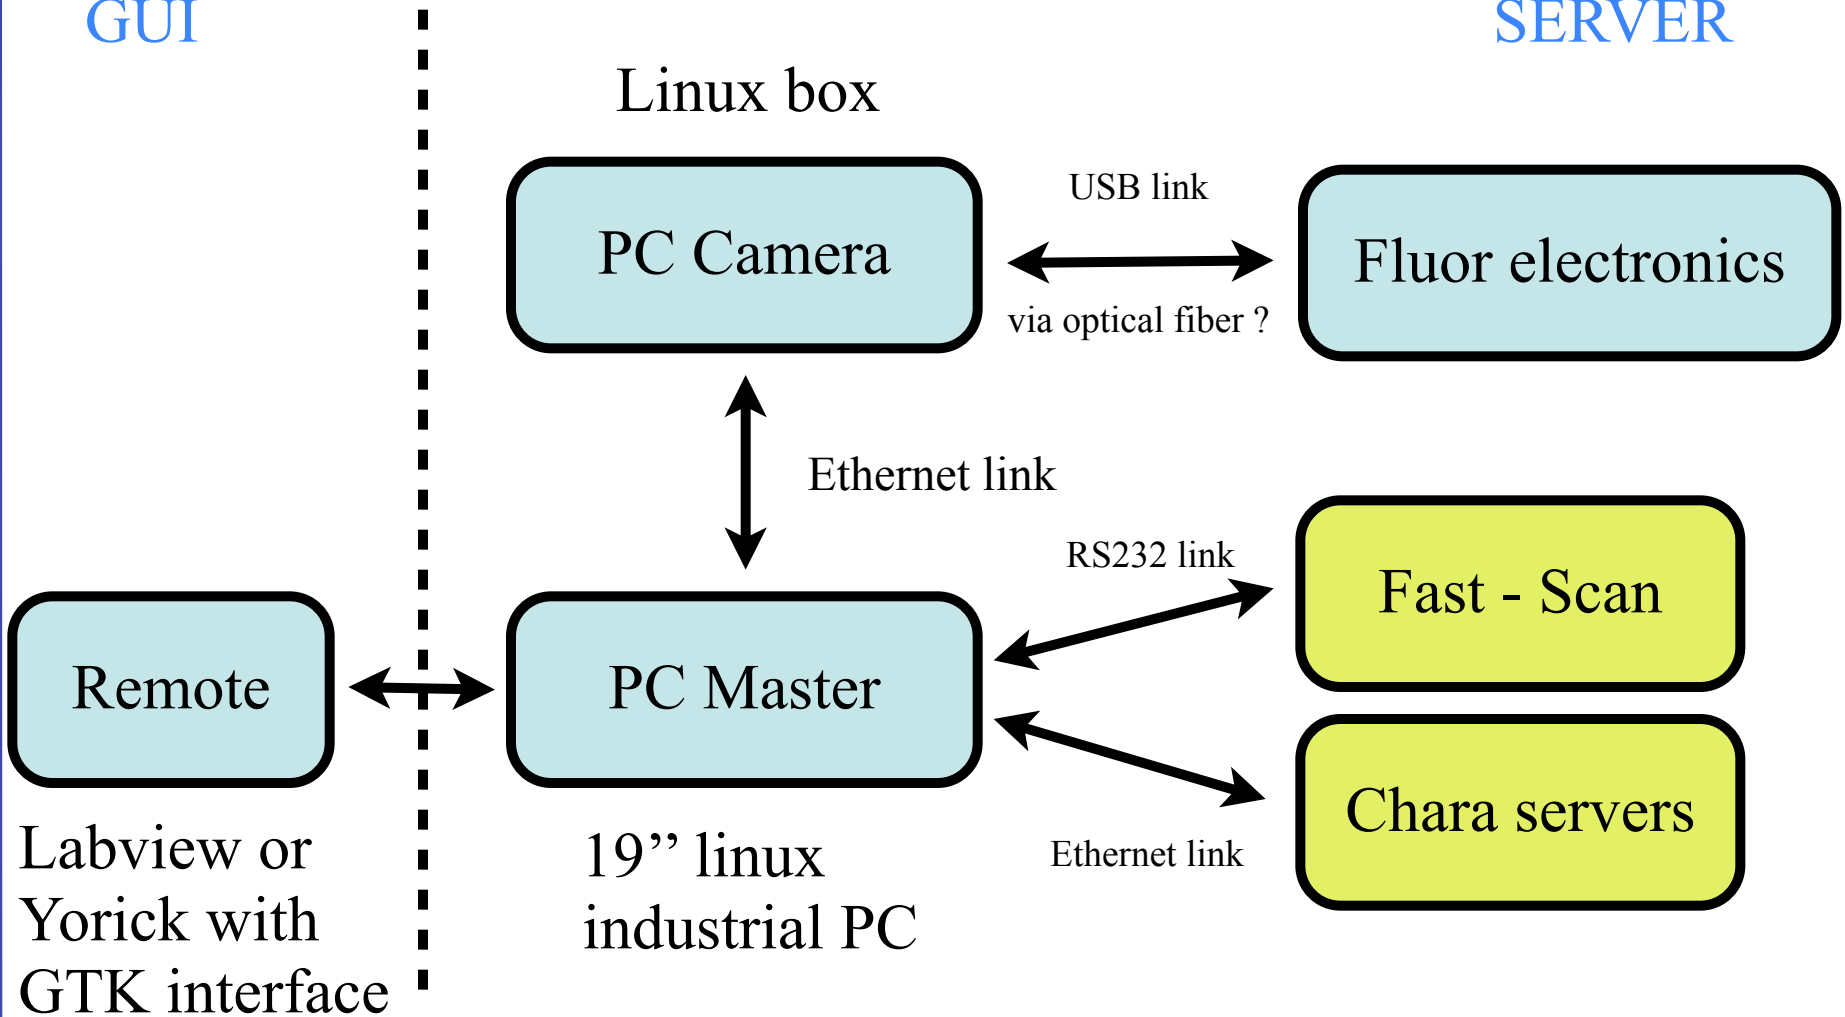 GUI
SERVER
Linux box
PC Camera
USB link
via optical fiber ?
Fluor electronics
Ethernet link
RS232 link
Fast - Scan
Remote
PC Master
Chara servers
Ethernet link
Labview or
Yorick with
GTK interface
19’’ linux
industrial PC